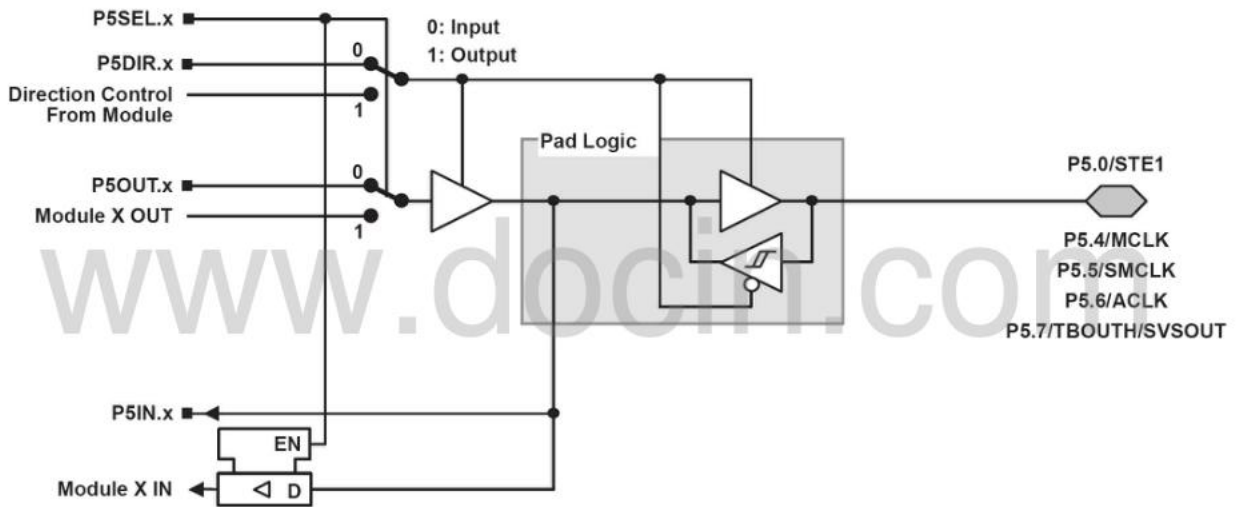 P5SEL.x
0: Input
1: Output
0
P5DIR.x
Direction Control
From Module
1
Pad Logic
P5.0/STE1
0
P5OUT.x
Module X OUT
1
www.docin.com
P5.4/MCLK
P5.5/SMCLK
P5.6/ACLK
P5.7/TBOUTH/SVSOUT
P5IN.x
EN
Module X IN
D